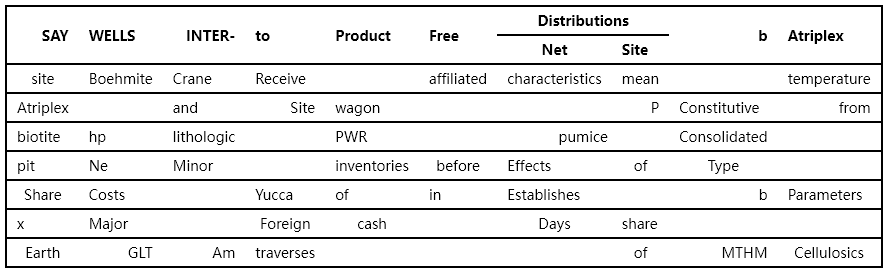 Distributions
SAY WELLS INTER- to Product Free b Atriplex
Net Site
site Boehmite Crane Receive affiliated characteristics mean temperature
Atriplex and Site wagon P Constitutive from
biotite hp lithologic PWR pumice Consolidated
pit Ne Minor inventories before Effects of Type
Share Costs Yucca of in Establishes b Parameters
x Major Foreign cash Days share
Earth GLT Am traverses of MTHM Cellulosics